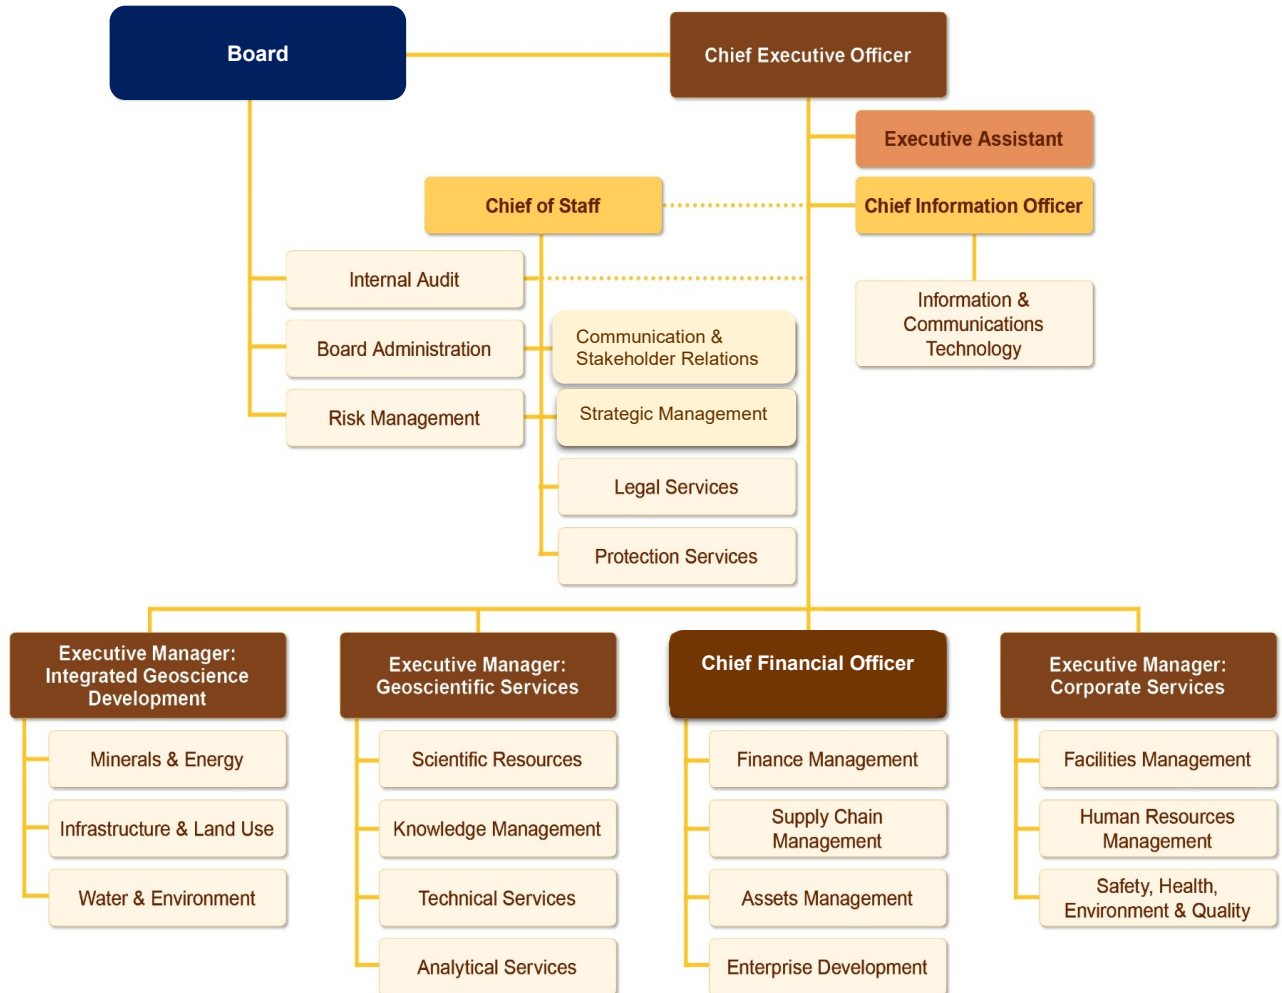 Board
Chief Executive Officer
Executive Assistant
Chief of Staff
Chief Information Officer
Internal Audit
Information &
Communications
Technology
Board Administration
Communication &
Stakeholder Relations
Risk Management
Strategic Management
Legal Services
Protection Services
Executive Manager:
Integrated Geoscience
Development
Executive Manager:
Geoscientific Services
Chief Financial Officer
Executive Manager:
Corporate Services
Minerals & Energy
Infrastructure & Land Use
Water & Environment
Scientific Resources
Knowledge Management
Technical Services
Analytical Services
Finance Management
Supply Chain
Management
Assets Management
Enterprise Development
Facilities Management
Human Resources
Management
Safety, Health,
Environment & Quality